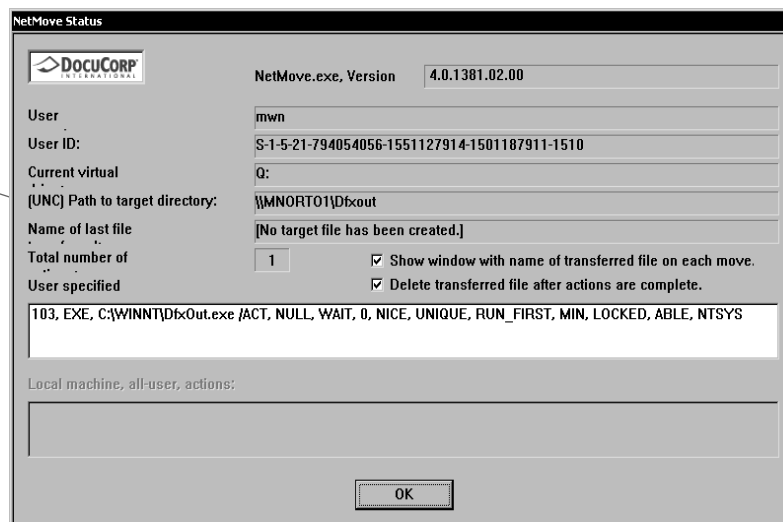 NetMove Status
DOCUCORP
INTERNATIONAL
NetMove.exe, Version 4.0.1381.02.00
User mwn
User ID: S-1-5-21-794054056-1551127914-1501187911-1510
Current virtual Q:
(UNC) Path to target directory: \\MNORTO1\Dfxout
Name of last file [No target file has been created.]
Total number of 1 Show window with name of transferred file on each move.
User specified Delete transferred file after actions are complete.
103, EXE, C:\WINNT\DfxOut.exe /ACT, NULL, WAIT, 0, NICE, UNIQUE, RUN_FIRST, MIN, LOCKED, ABLE, NTSYS
Local machine, all-user, actions:
OK